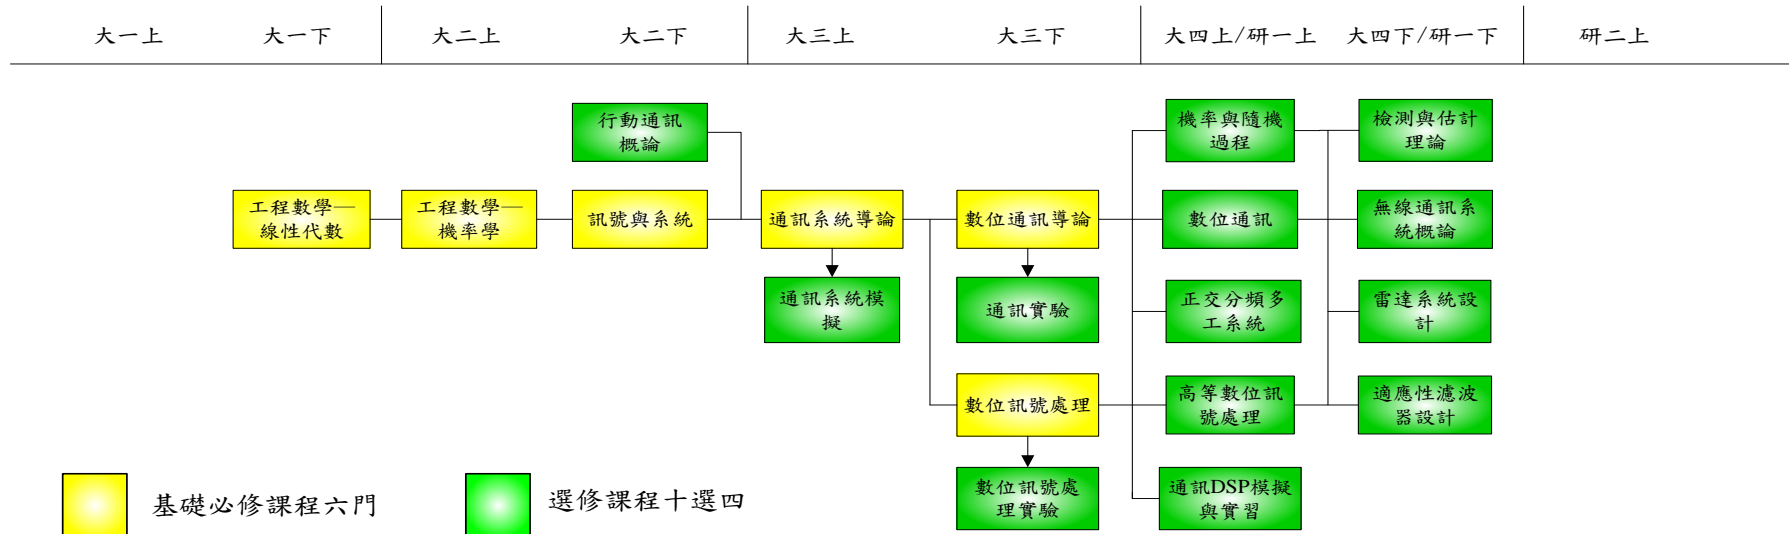 大一上
大一下
大二上
大二下
大三上
大三下
大四上/研一上
大四下/研一下
研二上
行動通訊
概論
機率與隨機
過程
檢測與估計
理論
工程數學—
線性代數
工程數學—
機率學
訊號與系統
通訊系統導論
數位通訊導論
數位通訊
無線通訊系
統概論
通訊系統模
擬
通訊實驗
正交分頻多
工系統
雷達系統設
計
數位訊號處理
高等數位訊
號處理
適應性濾波
器設計
數位訊號處
理實驗
通訊DSP模擬
與實習
基礎必修課程六門
選修課程十選四